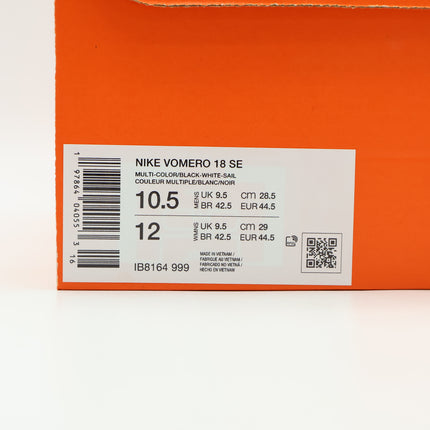 NIKE VOMERO 18 SE
MULTI-COLOR/BLACK-WHITE-SAIL
COULEUR MULTIPLE/BLANC/NOIR
10.5 MENS UK 9.5 CM 28.5
BR 42.5 EUR 44.5
12 WMNS UK 9.5 CM 29
BR 42.5 EUR 44.5
IB8164 999
MADE IN VIETNAM /
FABRIQUÉ AU VIETNAM /
FABRICADO NO VIETNÃ /
HECHO EN VIETNAM
1 97864 04055 3 16